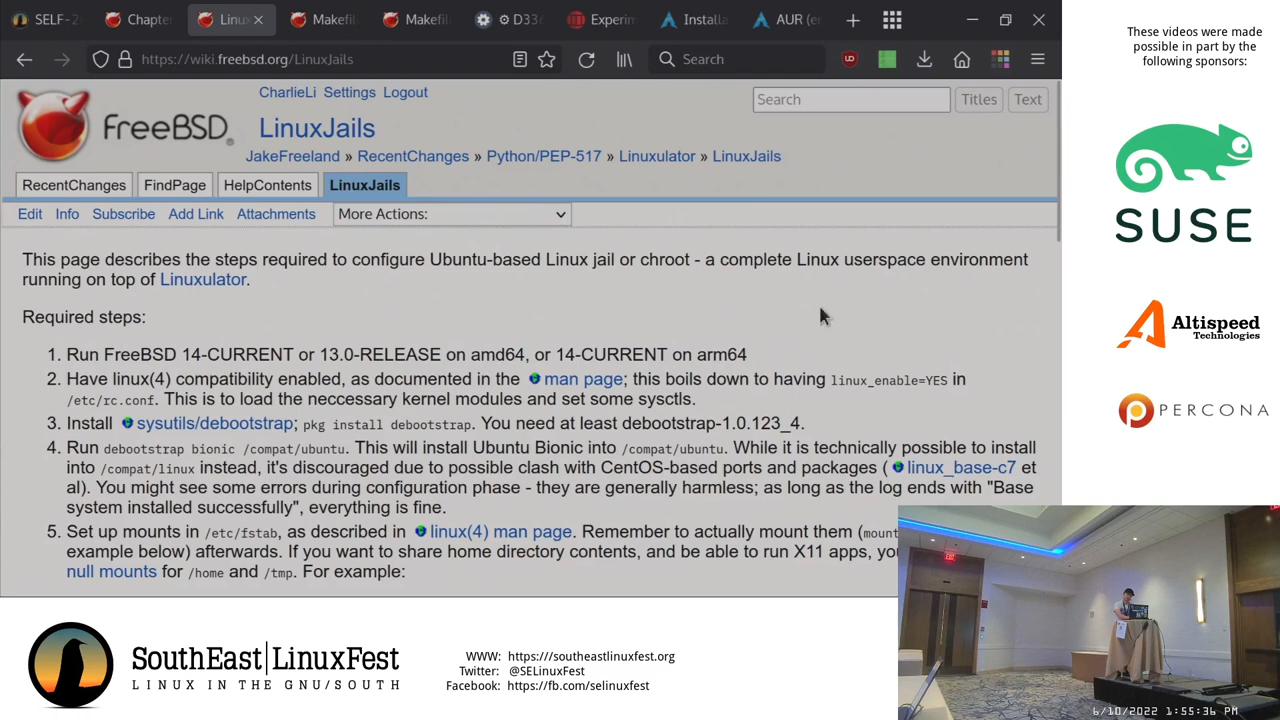 SELF - 2
Chapte
Linu
Makefil
Makefil
D33
Experim
Installa
AUR (e
https://wiki.freebsd.org/LinuxJails
Search
CharlieLi Settings Logout
Search
Titles
Text
FreeBSD
LinuxJails
JakeFreeland » RecentChanges » Python/PEP-517 » Linuxulator » LinuxJails
RecentChanges
FindPage
HelpContents
LinuxJails
Edit
Info
Subscribe
Add Link
Attachments
More Actions:
This page describes the steps required to configure Ubuntu-based Linux jail or chroot - a complete Linux userspace environment
running on top of Linuxulator.
Required steps:
1. Run FreeBSD 14-CURRENT or 13.0-RELEASE on amd64, or 14-CURRENT on arm64
2. Have linux(4) compatibility enabled, as documented in the man page; this boils down to having linux_enable=YES in
/etc/rc.conf. This is to load the neccessary kernel modules and set some sysctls.
3. Install sysutils/debootstrap; pkg install debootstrap. You need at least debootstrap-1.0.123_4.
4. Run debootstrap bionic /compat/ubuntu. This will install Ubuntu Bionic into /compat/ubuntu. While it is technically possible to install
into /compat/linux instead, it's discouraged due to possible clash with CentOS-based ports and packages ( linux_base-c7 et
al). You might see some errors during configuration phase - they are generally harmless; as long as the log ends with "Base
system installed successfully", everything is fine.
5. Set up mounts in /etc/fstab, as described in linux(4) man page. Remember to actually mount them (mount
example below) afterwards. If you want to share home directory contents, and be able to run X11 apps, yo
null mounts for /home and /tmp. For example:
These videos were made
possible in part by the
following sponsors:
SUSE
Altispeed
Technologies
PERCONA
6/10/2022 1:55:36 PM
SouthEast LinuxFest
LINUX IN THE GNU/SOUTH
WWW: https://southeastlinuxfest.org
Twitter: @SELinuxFest
Facebook: https://fb.com/selinuxfest